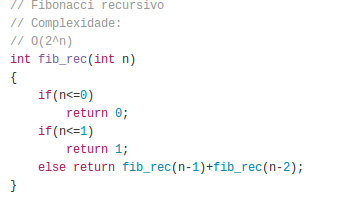 // Fibonacci recursivo
// Complexidade:
// O(2^n)
int fib_rec(int n)
{
    if(n<=0)
        return 0;
    if(n<=1)
        return 1;
    else return fib_rec(n-1)+fib_rec(n-2);
}